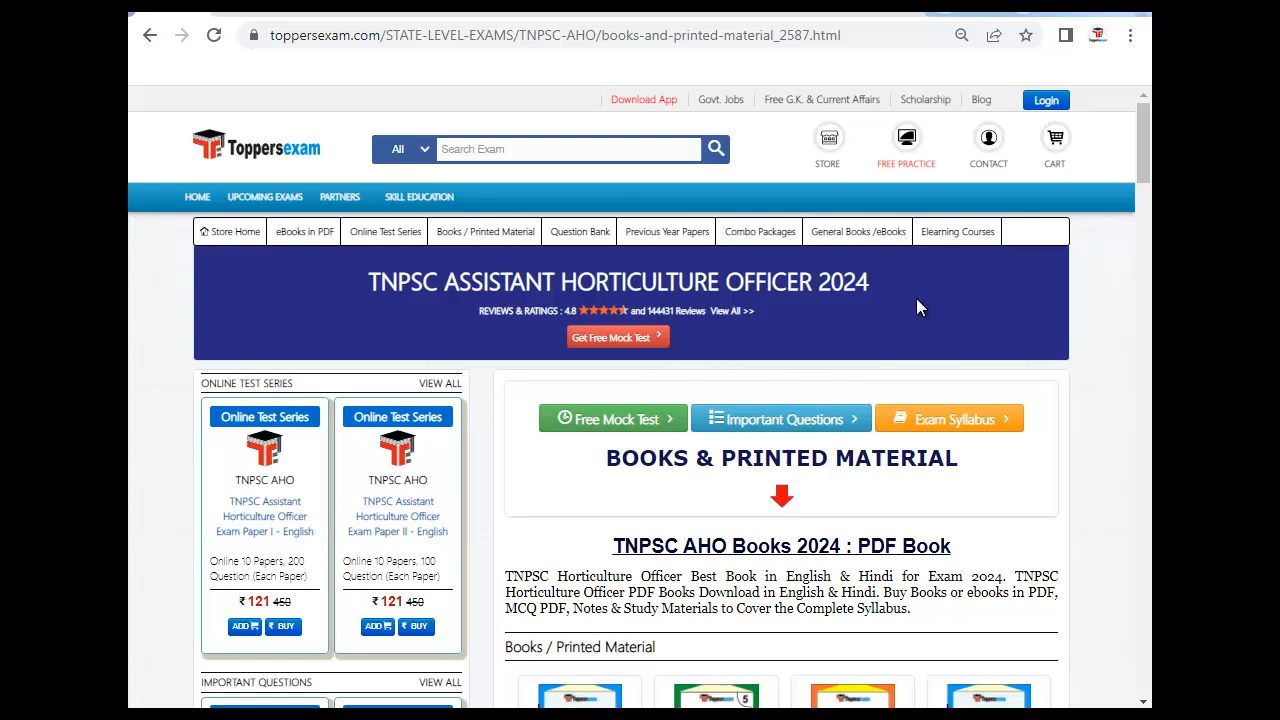 toppersexam.com/STATE-LEVEL-EXAMS/TNPSC-AHO/books-and-printed-material_2587.html
Download App Govt. Jobs Free G.K. & Current Affairs Scholarship Blog Login
Toppersexam All Search Exam
STORE FREE PRACTICE CONTACT CART
HOME UPCOMING EXAMS PARTNERS SKILL EDUCATION
Store Home eBooks in PDF Online Test Series Books / Printed Material Question Bank Previous Year Papers Combo Packages General Books /eBooks Elearning Courses
TNPSC ASSISTANT HORTICULTURE OFFICER 2024
REVIEWS & RATINGS : 4.8 and 144431 Reviews View All >>
Get Free Mock Test
ONLINE TEST SERIES VIEW ALL
Online Test Series
TNPSC AHO
TNPSC Assistant
Horticulture Officer
Exam Paper I - English
Online 10 Papers, 200
Question (Each Paper)
₹ 121 450
ADD ₹ BUY
Online Test Series
TNPSC AHO
TNPSC Assistant
Horticulture Officer
Exam Paper II - English
Online 10 Papers, 100
Question (Each Paper)
₹ 121 450
ADD ₹ BUY
IMPORTANT QUESTIONS VIEW ALL
Free Mock Test Important Questions Exam Syllabus
BOOKS & PRINTED MATERIAL
TNPSC AHO Books 2024 : PDF Book
TNPSC Horticulture Officer Best Book in English & Hindi for Exam 2024. TNPSC
Horticulture Officer PDF Books Download in English & Hindi. Buy Books or ebooks in PDF,
MCQ PDF, Notes & Study Materials to Cover the Complete Syllabus.
Books / Printed Material
5